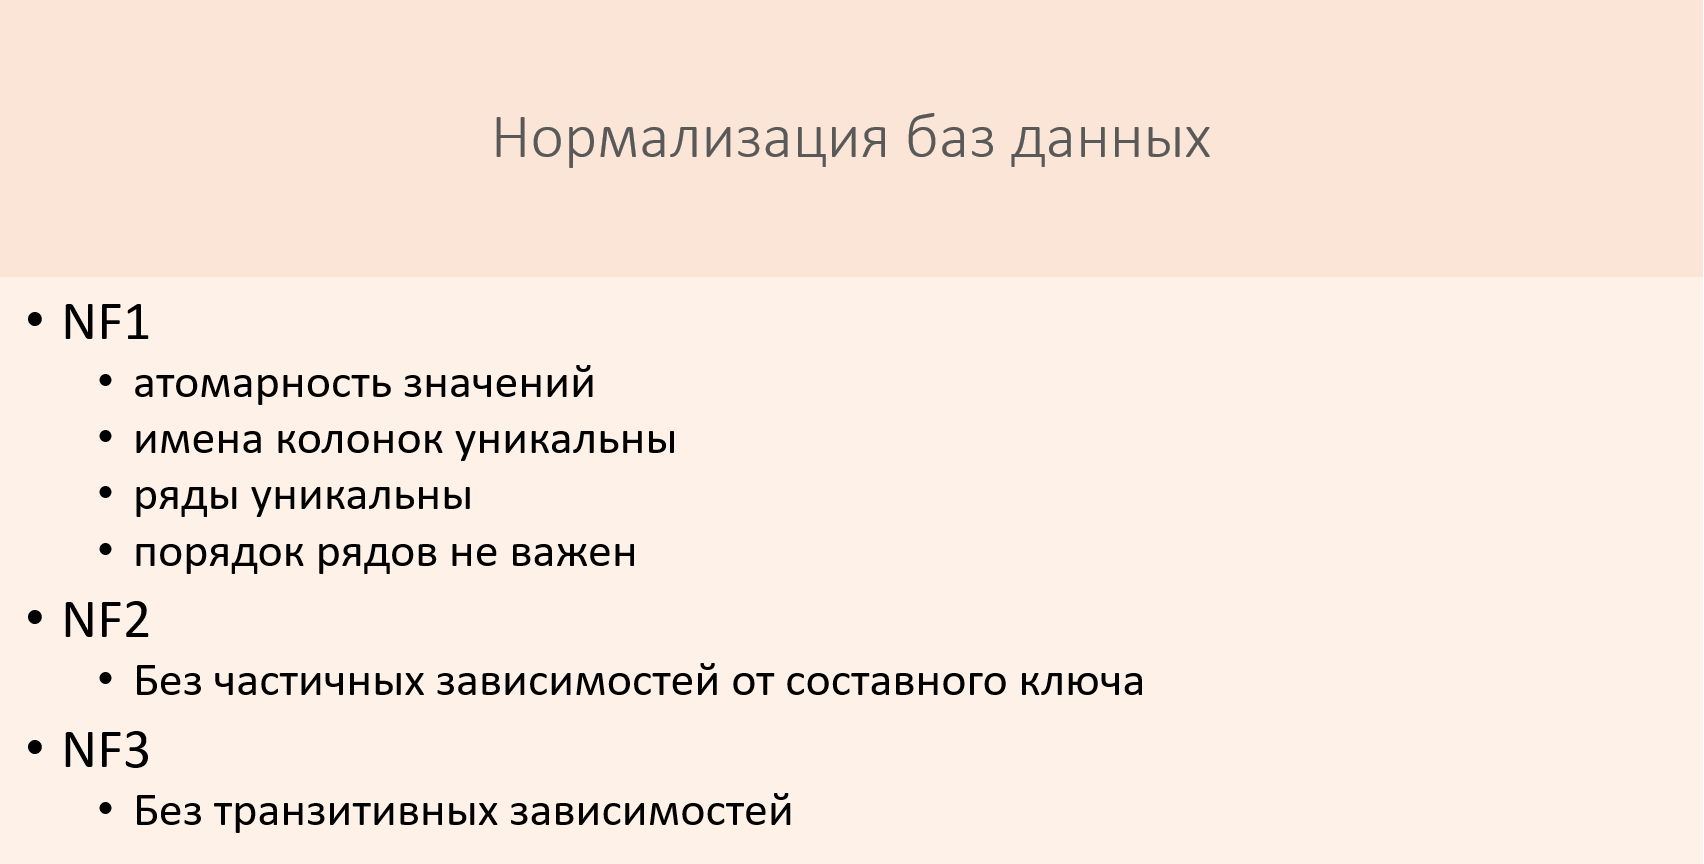 Нормализация баз данных
• NF1
• атомарность значений
• имена колонок уникальны
• ряды уникальны
• порядок рядов не важен
• NF2
• Без частичных зависимостей от составного ключа
• NF3
• Без транзитивных зависимостей